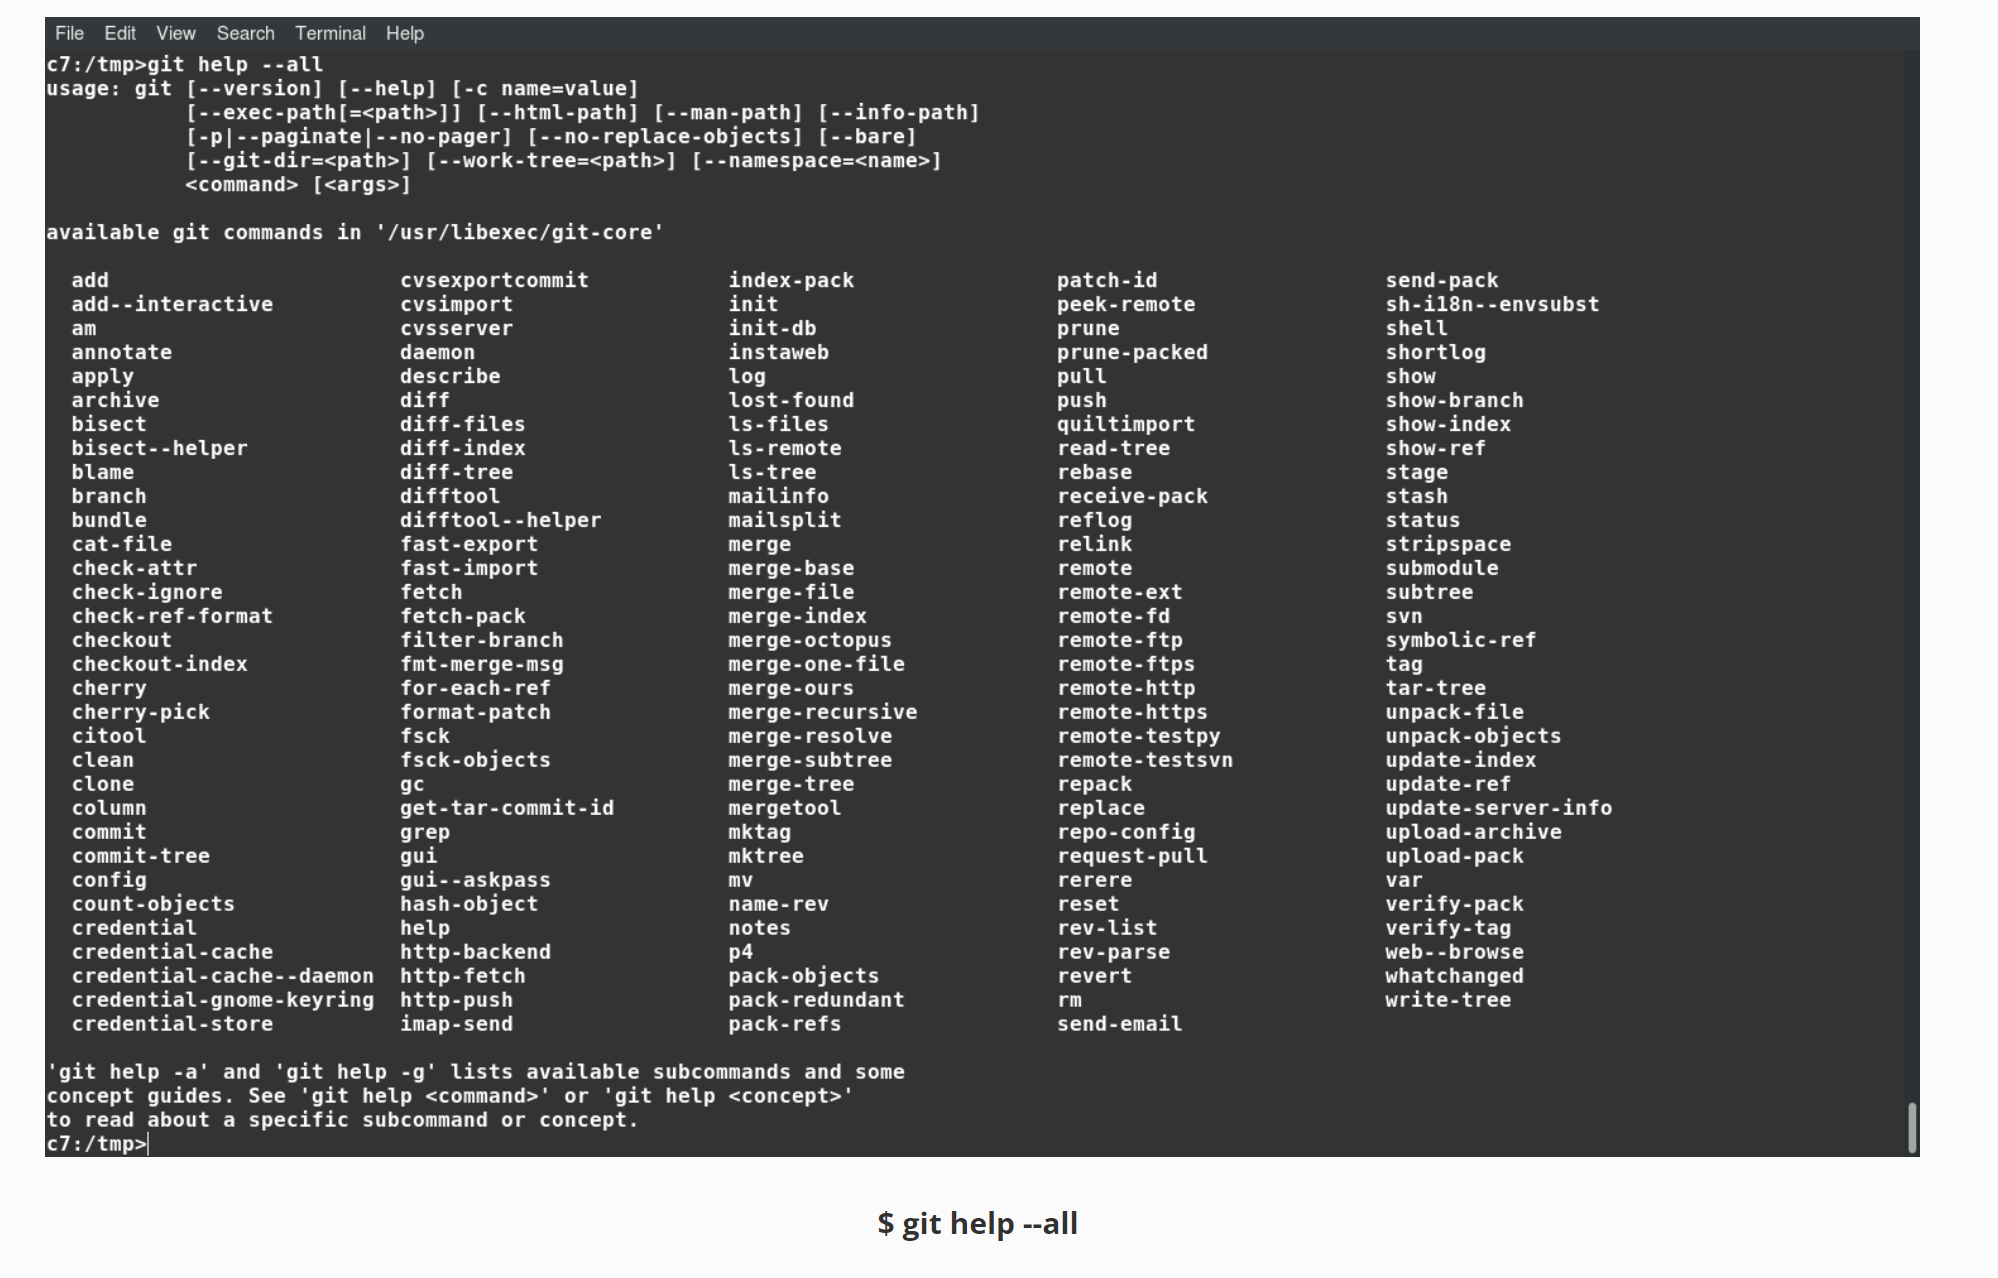 File Edit View Search Terminal Help
c7:/tmp>git help --all
usage: git [--version] [--help] [-c name=value]
           [--exec-path[=<path>]] [--html-path] [--man-path] [--info-path]
           [-p|--paginate|--no-pager] [--no-replace-objects] [--bare]
           [--git-dir=<path>] [--work-tree=<path>] [--namespace=<name>]
           <command> [<args>]

available git commands in '/usr/libexec/git-core'

  add                       cvsexportcommit           index-pack                patch-id                  send-pack
  add--interactive          cvsimport                 init                      peek-remote               sh-i18n--envsubst
  am                        cvsserver                 init-db                   prune                     shell
  annotate                  daemon                    instaweb                  prune-packed              shortlog
  apply                     describe                  log                       pull                      show
  archive                   diff                      lost-found                push                      show-branch
  bisect                    diff-files                ls-files                  quiltimport               show-index
  bisect--helper            diff-index                ls-remote                 read-tree                 show-ref
  blame                     diff-tree                 ls-tree                   rebase                    stage
  branch                    difftool                  mailinfo                  receive-pack              stash
  bundle                    difftool--helper          mailsplit                 reflog                    status
  cat-file                  fast-export               merge                     relink                    stripspace
  check-attr                fast-import               merge-base                remote                    submodule
  check-ignore              fetch                     merge-file                remote-ext                subtree
  check-ref-format          fetch-pack                merge-index               remote-fd                 svn
  checkout                  filter-branch             merge-octopus             remote-ftp                symbolic-ref
  checkout-index            fmt-merge-msg             merge-one-file            remote-ftps               tag
  cherry                    for-each-ref              merge-ours                remote-http               tar-tree
  cherry-pick               format-patch              merge-recursive           remote-https              unpack-file
  citool                    fsck                      merge-resolve             remote-testpy             unpack-objects
  clean                     fsck-objects              merge-subtree             remote-testsvn            update-index
  clone                     gc                        merge-tree                repack                    update-ref
  column                    get-tar-commit-id         mergetool                 replace                   update-server-info
  commit                    grep                      mktag                     repo-config               upload-archive
  commit-tree               gui                       mktree                    request-pull              upload-pack
  config                    gui--askpass              mv                        rerere                    var
  count-objects             hash-object               name-rev                  reset                     verify-pack
  credential                help                      notes                     rev-list                  verify-tag
  credential-cache          http-backend              p4                        rev-parse                 web--browse
  credential-cache--daemon  http-fetch                pack-objects              revert                    whatchanged
  credential-gnome-keyring  http-push                 pack-redundant            rm                        write-tree
  credential-store          imap-send                 pack-refs                 send-email

'git help -a' and 'git help -g' lists available subcommands and some
concept guides. See 'git help <command>' or 'git help <concept>'
to read about a specific subcommand or concept.
c7:/tmp>
$ git help --all